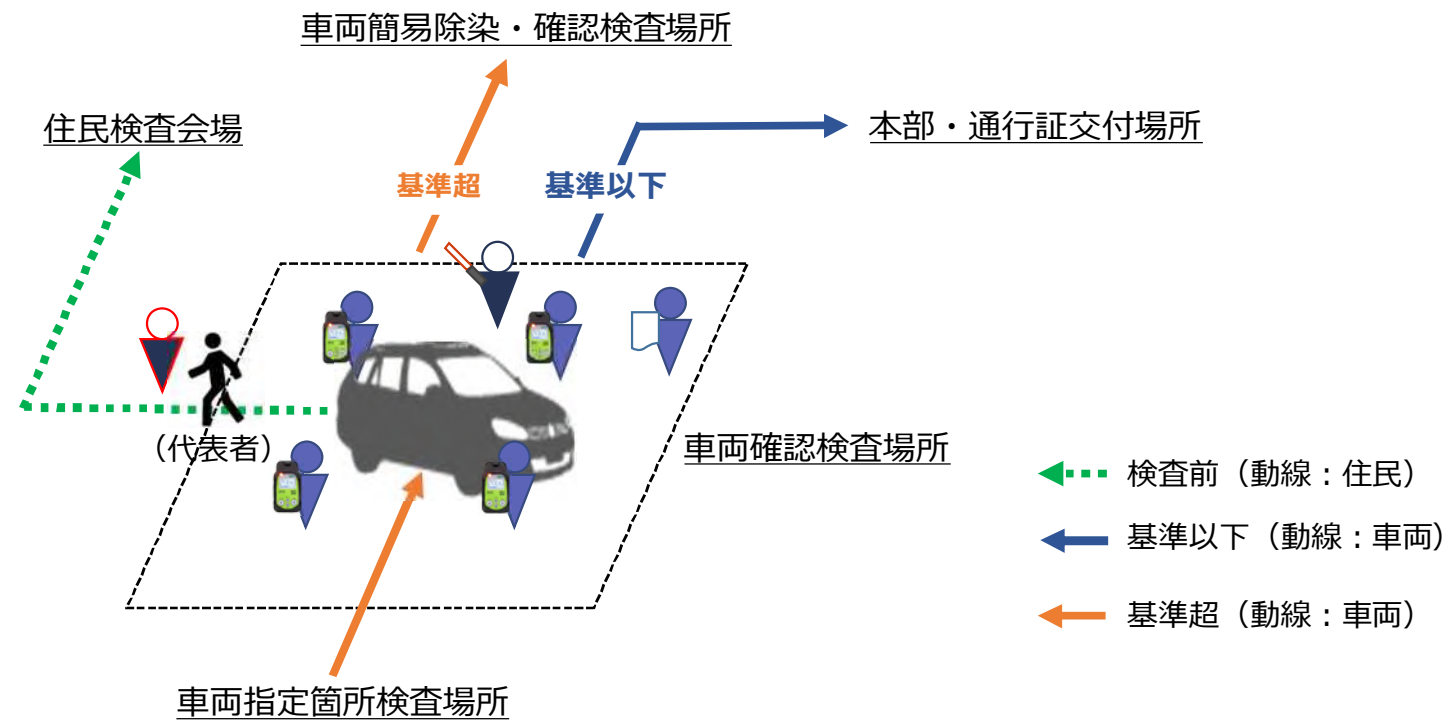 車両簡易除染・確認検査場所
住民検査会場
本部・通行証交付場所
基準超
基準以下
（代表者）
車両確認検査場所
検査前（動線：住民）
基準以下（動線：車両）
基準超（動線：車両）
車両指定箇所検査場所